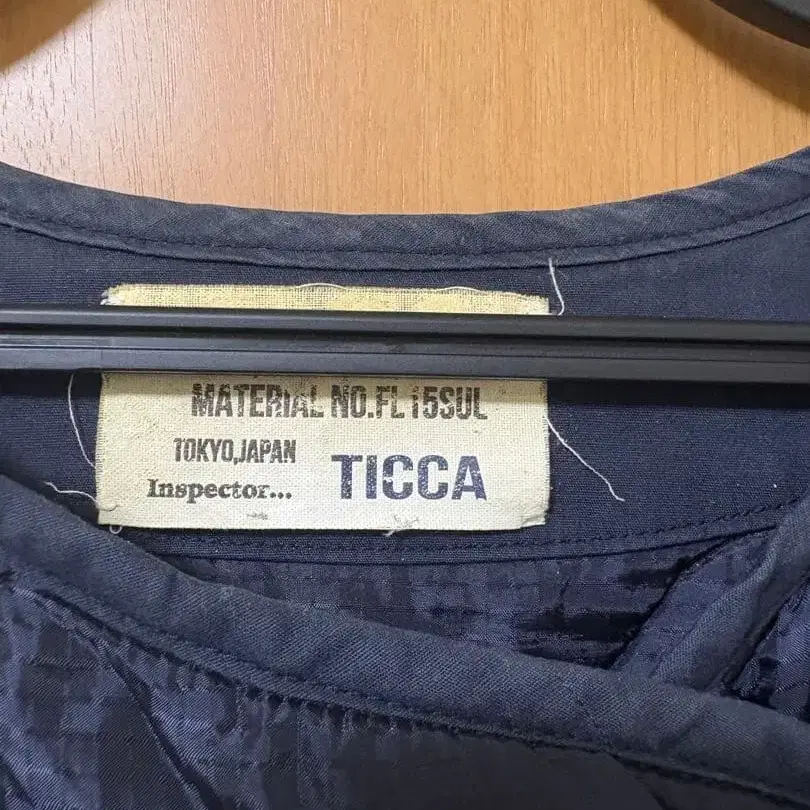 MATERIAL NO.FL15SUL
TOKYO,JAPAN
Inspector... TICCA